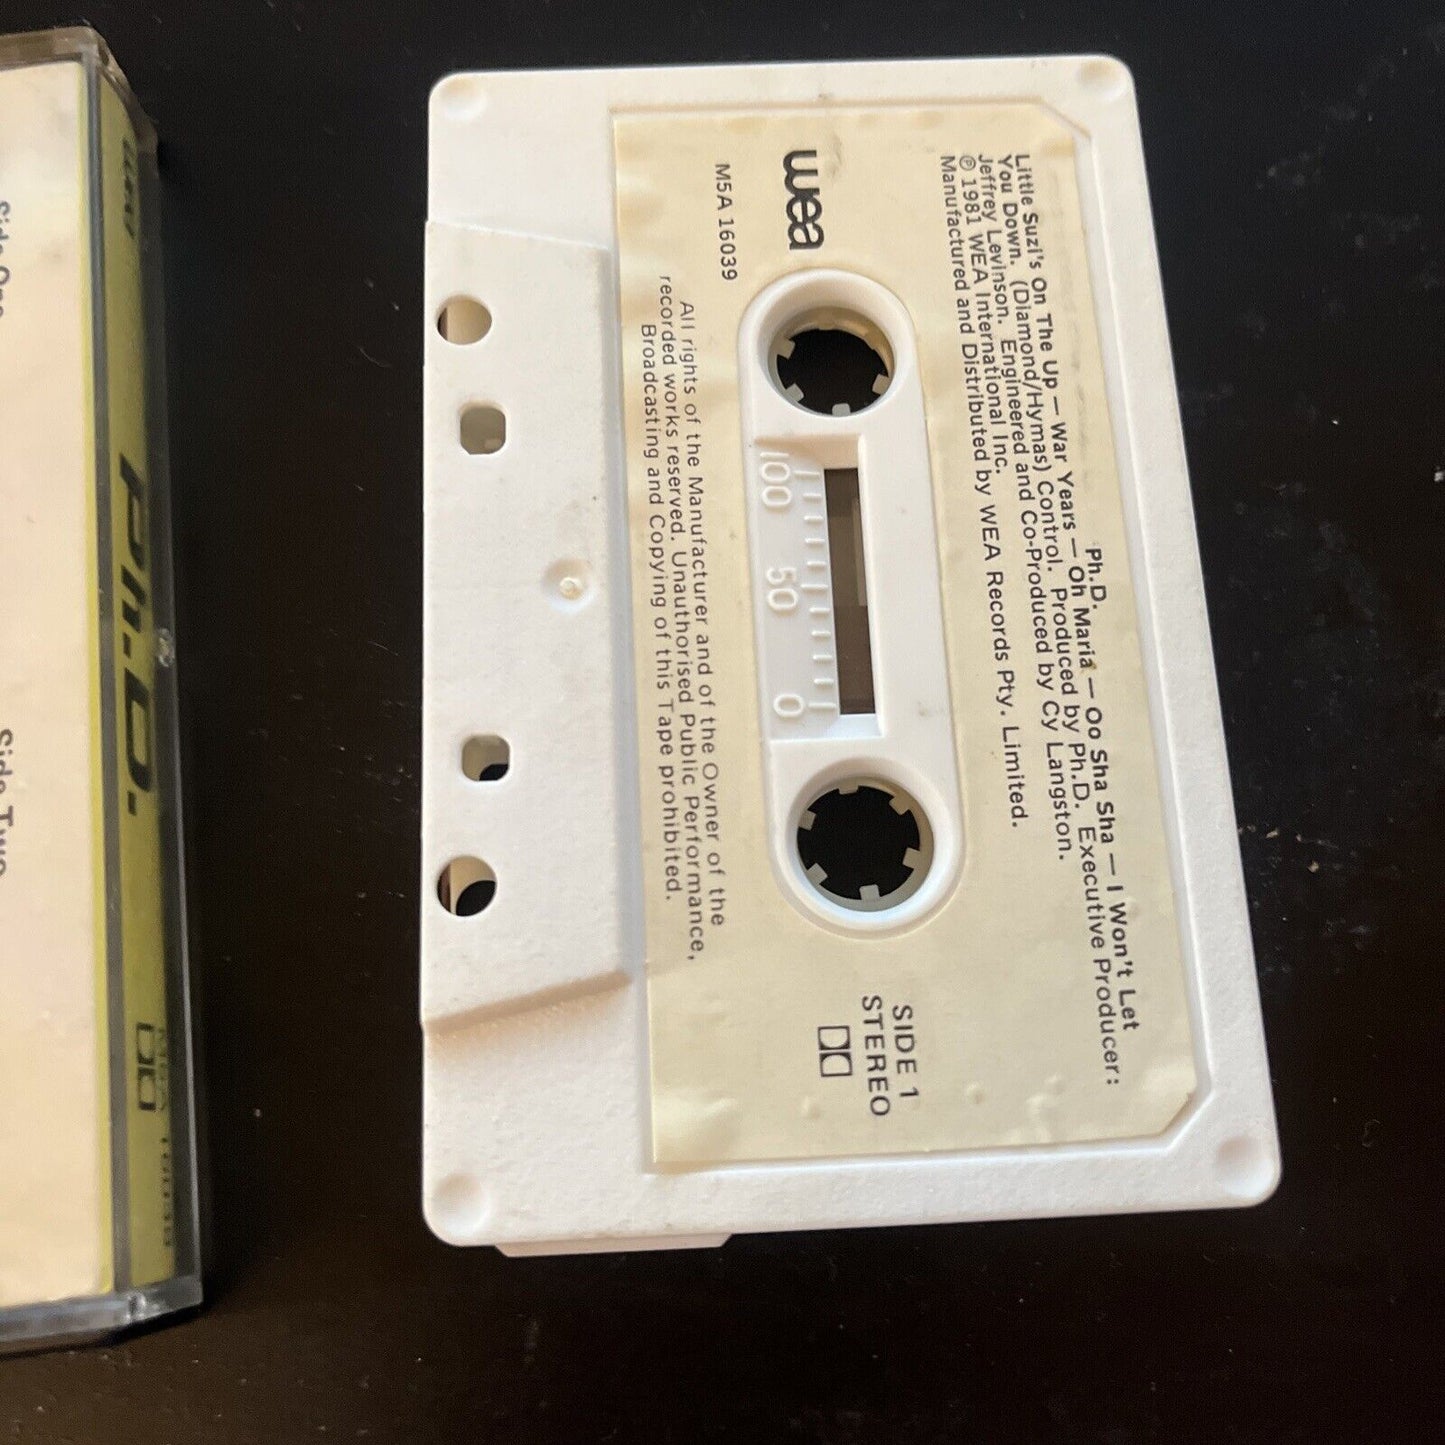 Ph.D.
Little Suzi's On The Up — War Years — Oh Maria — Oo Sha Sha — I Won't Let
You Down. (Diamond/Hymas) Control. Produced by Ph.D. Executive Producer:
Jeffrey Levinson. Engineered and Co-Produced by Cy Langston.
℗ 1981 WEA International Inc.
Manufactured and Distributed by WEA Records Pty. Limited.
wea
M5A 16039
SIDE 1
STEREO
100 50 0
All rights of the Manufacturer and of the Owner of the
recorded works reserved. Unauthorised Public Performance,
Broadcasting and Copying of this Tape prohibited.
Ph.D.
Side One
Side Two